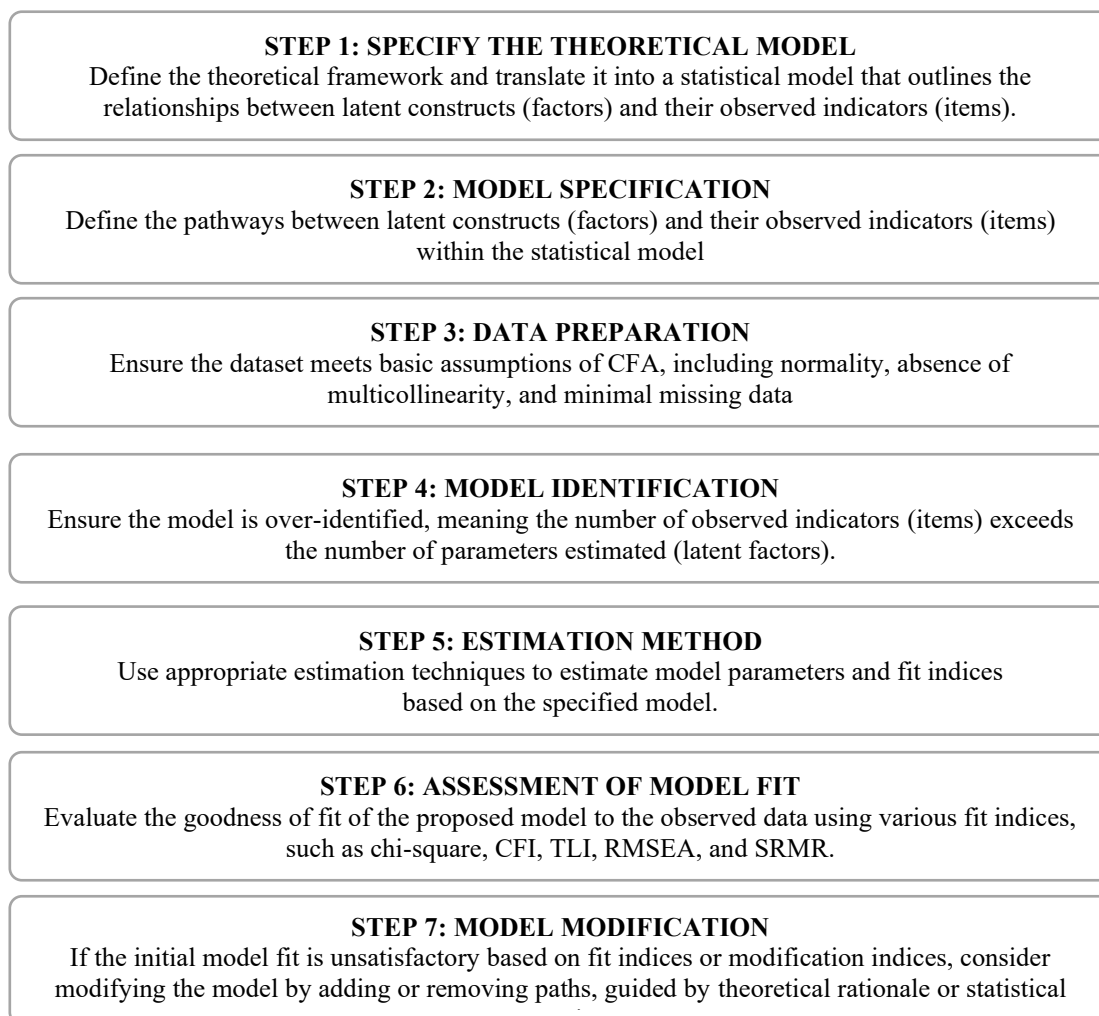 STEP 1: SPECIFY THE THEORETICAL MODEL
Define the theoretical framework and translate it into a statistical model that outlines the
relationships between latent constructs (factors) and their observed indicators (items).
STEP 2: MODEL SPECIFICATION
Define the pathways between latent constructs (factors) and their observed indicators (items)
within the statistical model
STEP 3: DATA PREPARATION
Ensure the dataset meets basic assumptions of CFA, including normality, absence of
multicollinearity, and minimal missing data
STEP 4: MODEL IDENTIFICATION
Ensure the model is over-identified, meaning the number of observed indicators (items) exceeds
the number of parameters estimated (latent factors).
STEP 5: ESTIMATION METHOD
Use appropriate estimation techniques to estimate model parameters and fit indices
based on the specified model.
STEP 6: ASSESSMENT OF MODEL FIT
Evaluate the goodness of fit of the proposed model to the observed data using various fit indices,
such as chi-square, CFI, TLI, RMSEA, and SRMR.
STEP 7: MODEL MODIFICATION
If the initial model fit is unsatisfactory based on fit indices or modification indices, consider
modifying the model by adding or removing paths, guided by theoretical rationale or statistical